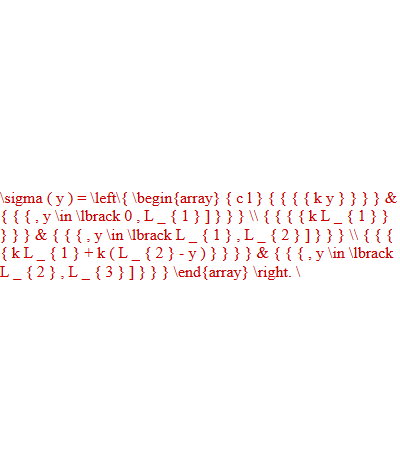 \sigma ( y ) = \left\{ \begin{array} { c l } { { { { k y } } } } &
{ { { , y \in \lbrack 0 , L _ { 1 } ] } } } \\ { { { { k L _ { 1 } }
} } } & { { { , y \in \lbrack L _ { 1 } , L _ { 2 } ] } } } \\ { { {
{ k L _ { 1 } + k ( L _ { 2 } - y ) } } } } & { { { , y \in \lbrack
L _ { 2 } , L _ { 3 } ] } } } \end{array} \right. \